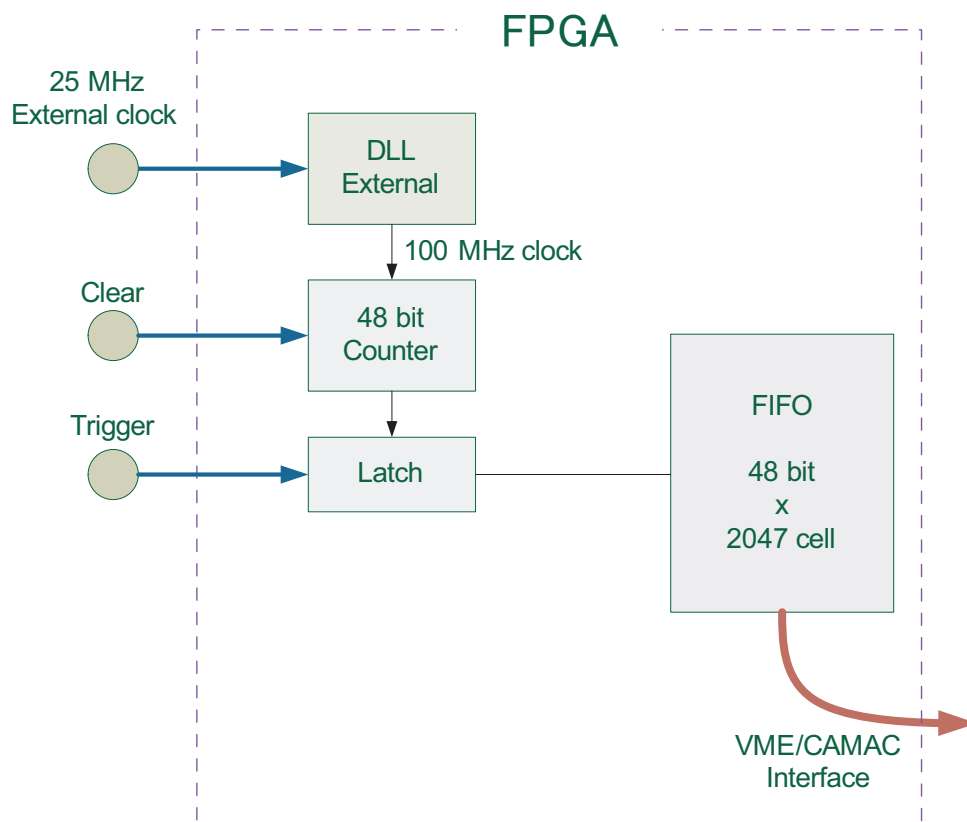 FPGA
25 MHz
External clock
DLL
External
100 MHz clock
Clear
48 bit
Counter
Trigger
Latch
FIFO
48 bit
x
2047 cell
VME/CAMAC
Interface